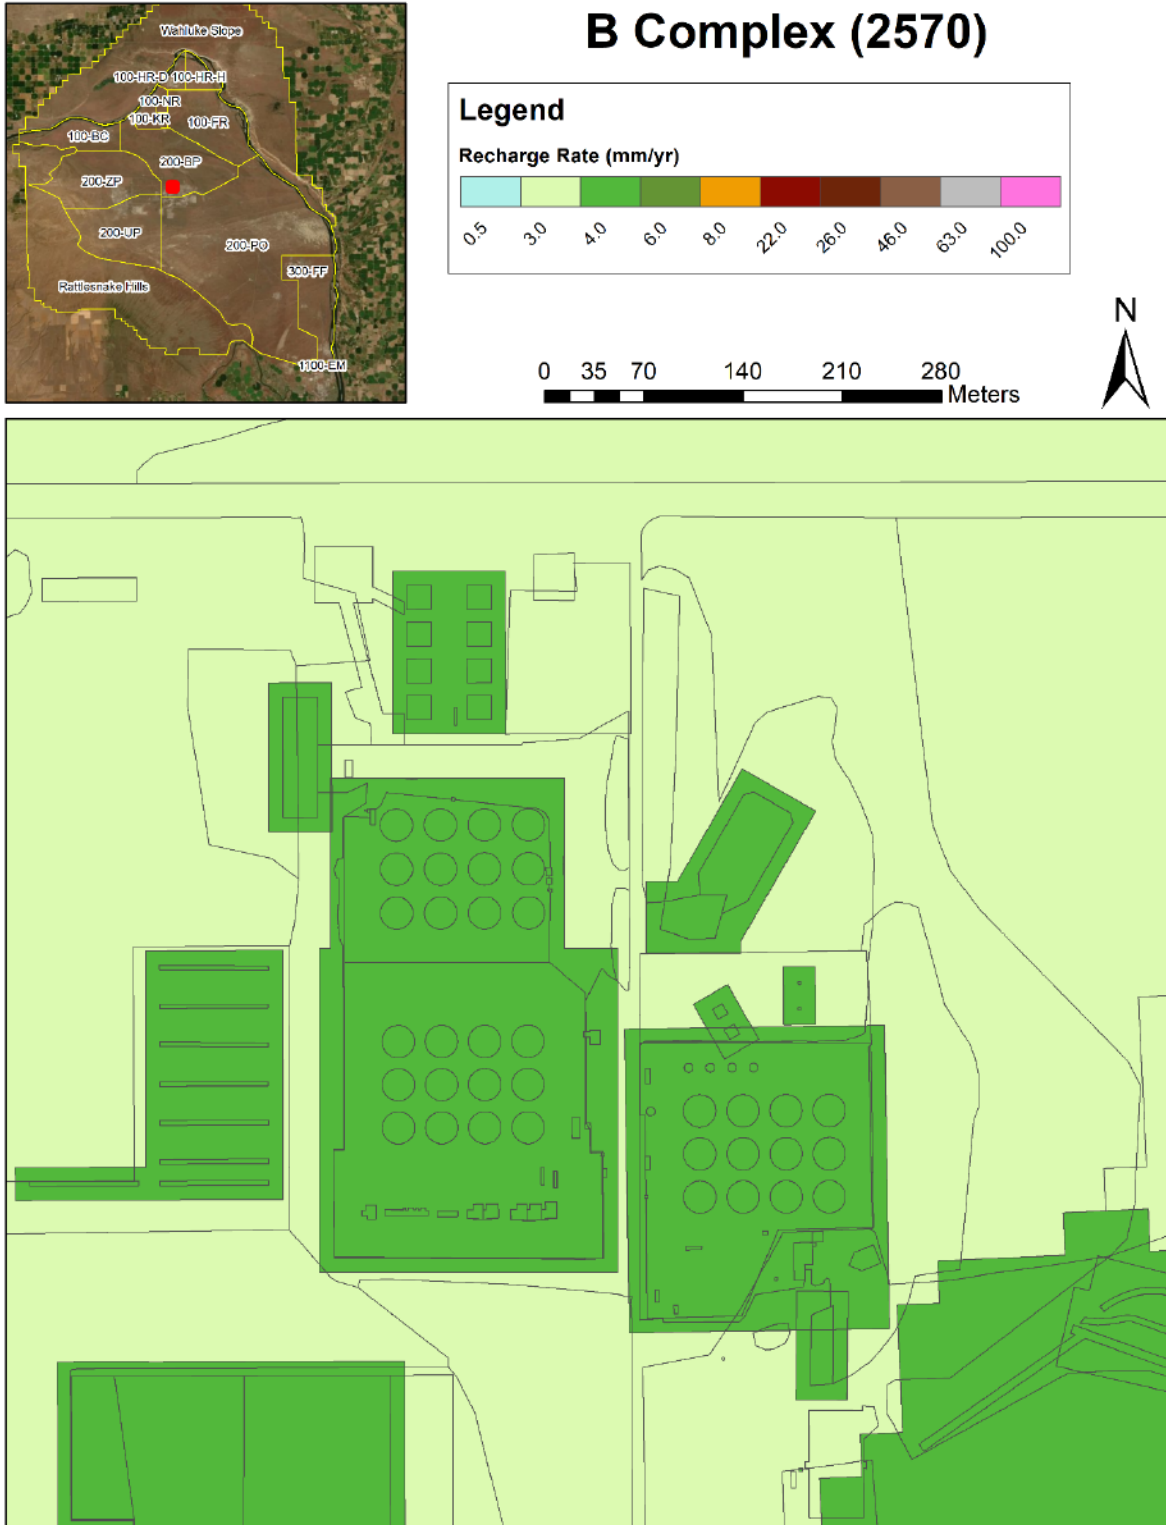 B Complex (2570)
Wahluke Slope
100-HR-D 100-HR-H
100-NR
100-KR
100-FR
100-BC
200-BP
200-ZP
200-UP
200-PO
300-FF
Rattlesnake Hills
1100-EM
Legend
Recharge Rate (mm/yr)
0.5 3.0 4.0 6.0 8.0 22.0 26.0 46.0 63.0 100.0
N
0 35 70 140 210 280
Meters